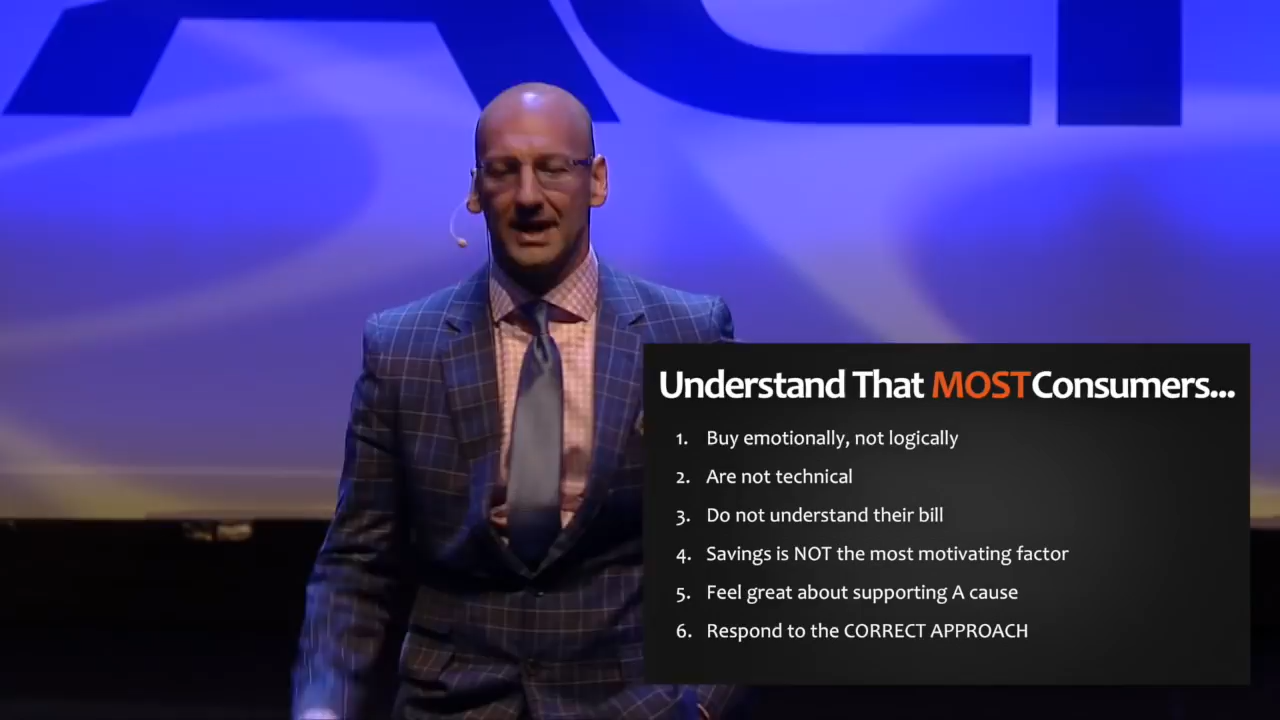 Understand That MOST Consumers...
1. Buy emotionally, not logically
2. Are not technical
3. Do not understand their bill
4. Savings is NOT the most motivating factor
5. Feel great about supporting A cause
6. Respond to the CORRECT APPROACH